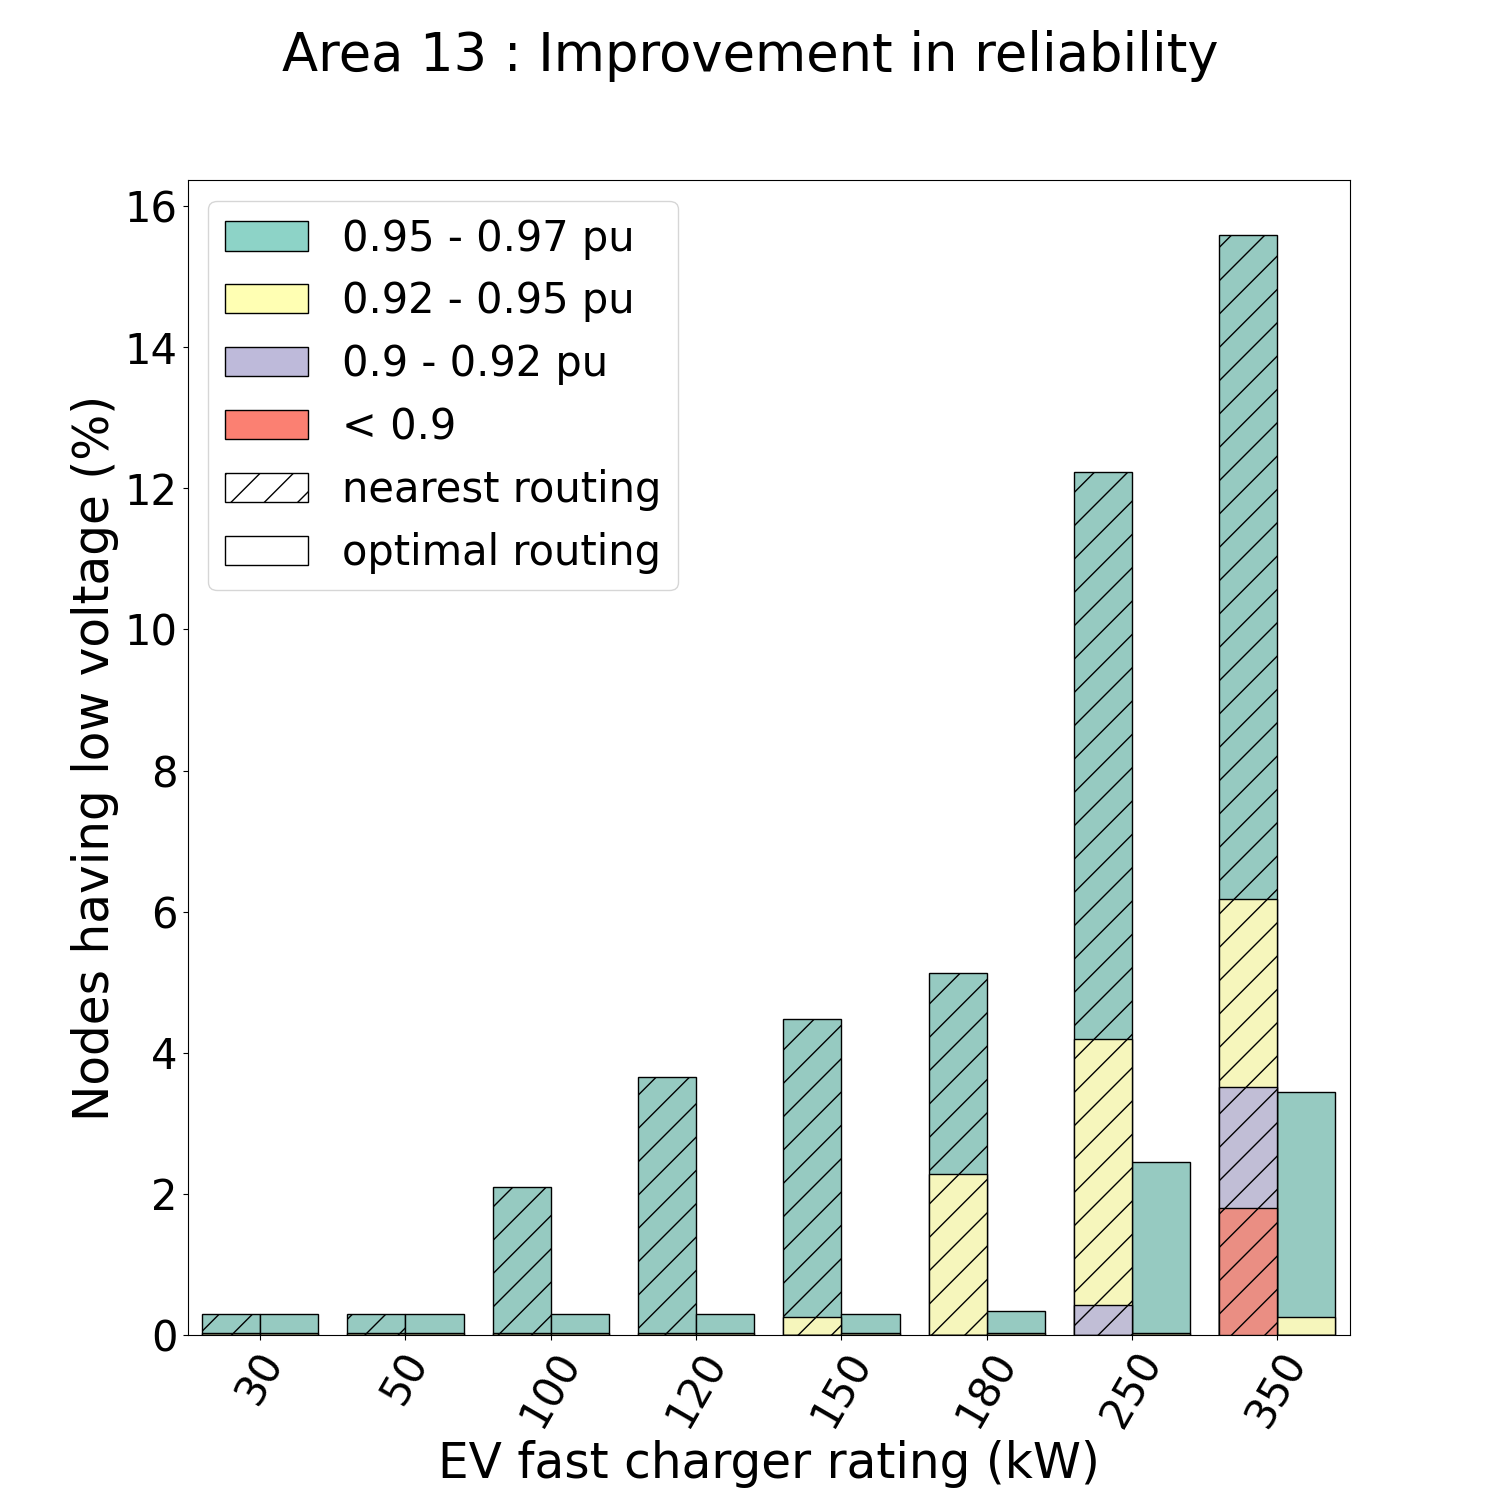 Area 13 : Improvement in reliability
16
14
12
10
8
6
4
2
0
Nodes having low voltage (%)
0.95 - 0.97 pu
0.92 - 0.95 pu
0.9 - 0.92 pu
< 0.9
nearest routing
optimal routing
30 50 100 120 150 180 250 350
EV fast charger rating (kW)